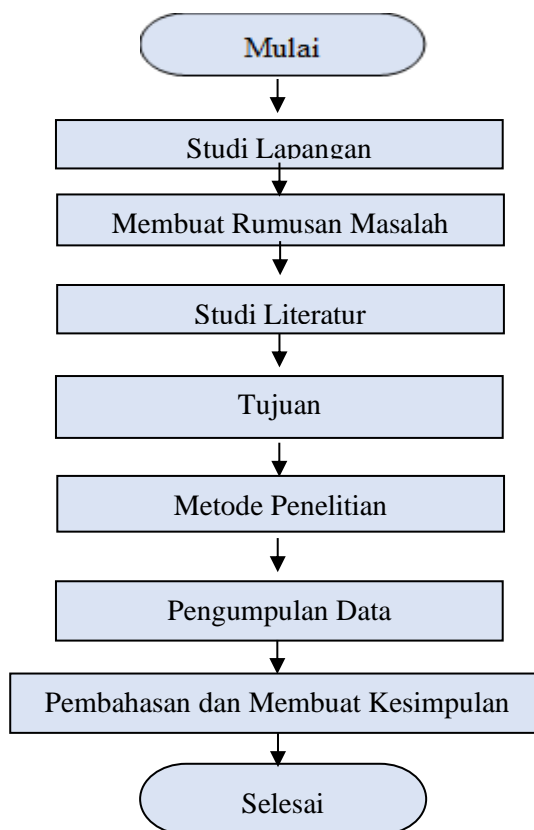 Mulai
Studi Lapangan
Membuat Rumusan Masalah
Studi Literatur
Tujuan
Metode Penelitian
Pengumpulan Data
Pembahasan dan Membuat Kesimpulan
Selesai